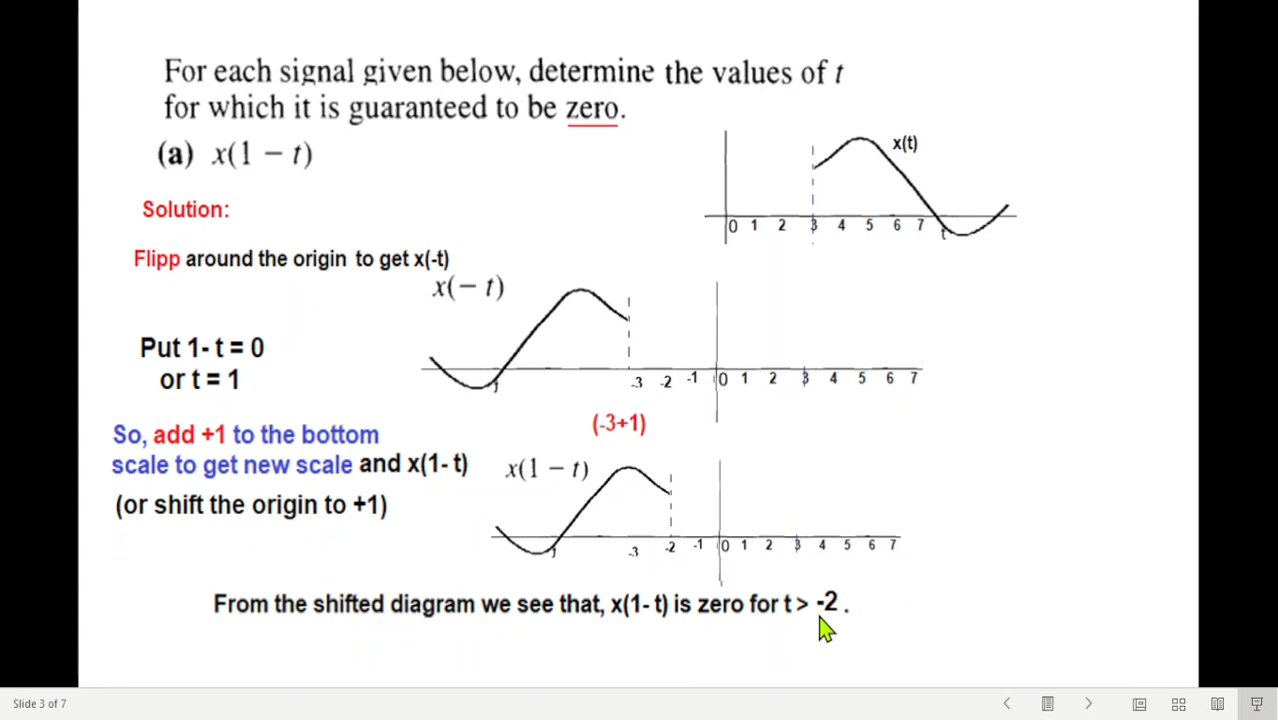 For each signal given below, determine the values of t
for which it is guaranteed to be zero.
(a) x(1 − t)
x(t)
0 1 2 3 4 5 6 7
Solution:
Flipp around the origin to get x(-t)
x(− t)
Put 1- t = 0
or t = 1
-3 -2 -1 0 1 2 3 4 5 6 7
(-3+1)
So, add +1 to the bottom
scale to get new scale and x(1- t)
(or shift the origin to +1)
x(1 − t)
-3 -2 -1 0 1 2 3 4 5 6 7
From the shifted diagram we see that, x(1- t) is zero for t > -2 .
Slide 3 of 7